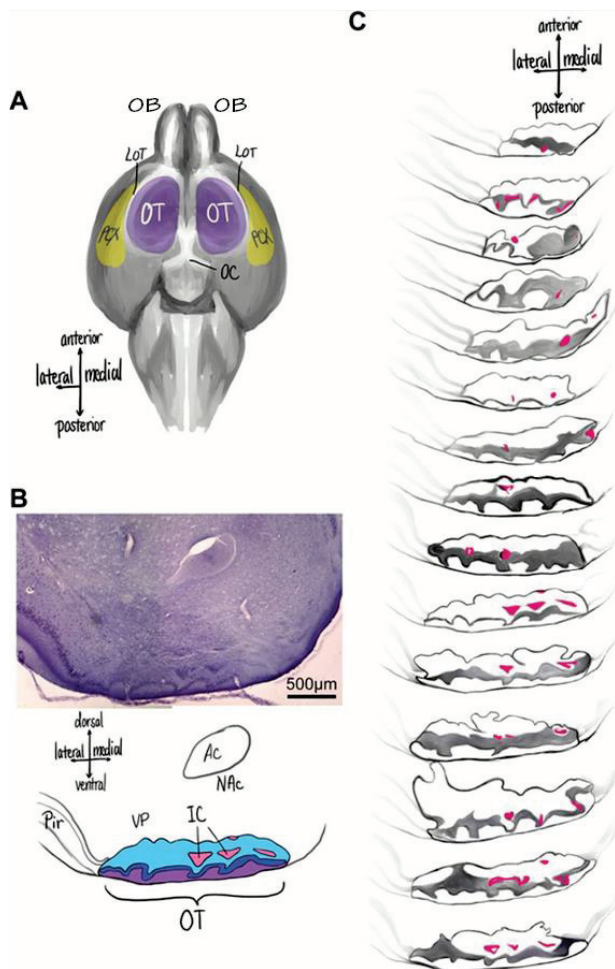 A
OB
OB
LOT
LOT
OT
OT
PCX
PCX
OC
anterior
lateral
medial
posterior
B
500µm
dorsal
lateral
medial
ventral
AC
NAc
Pir
VP
IC
OT
C
anterior
lateral
medial
posterior